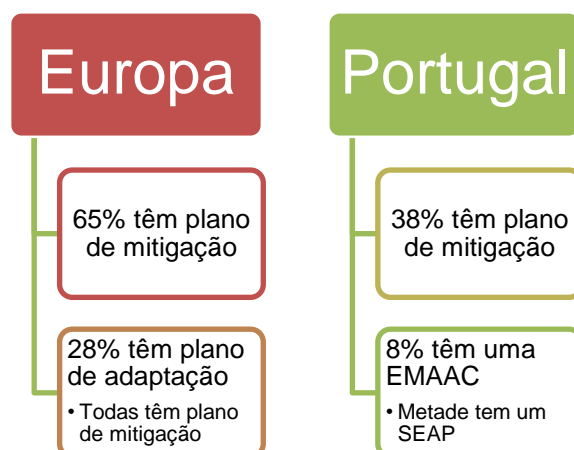 Europa
65% têm plano
de mitigação
28% têm plano
de adaptação
• Todas têm plano
de mitigação
Portugal
38% têm plano
de mitigação
8% têm uma
EMAAC
• Metade tem um
SEAP